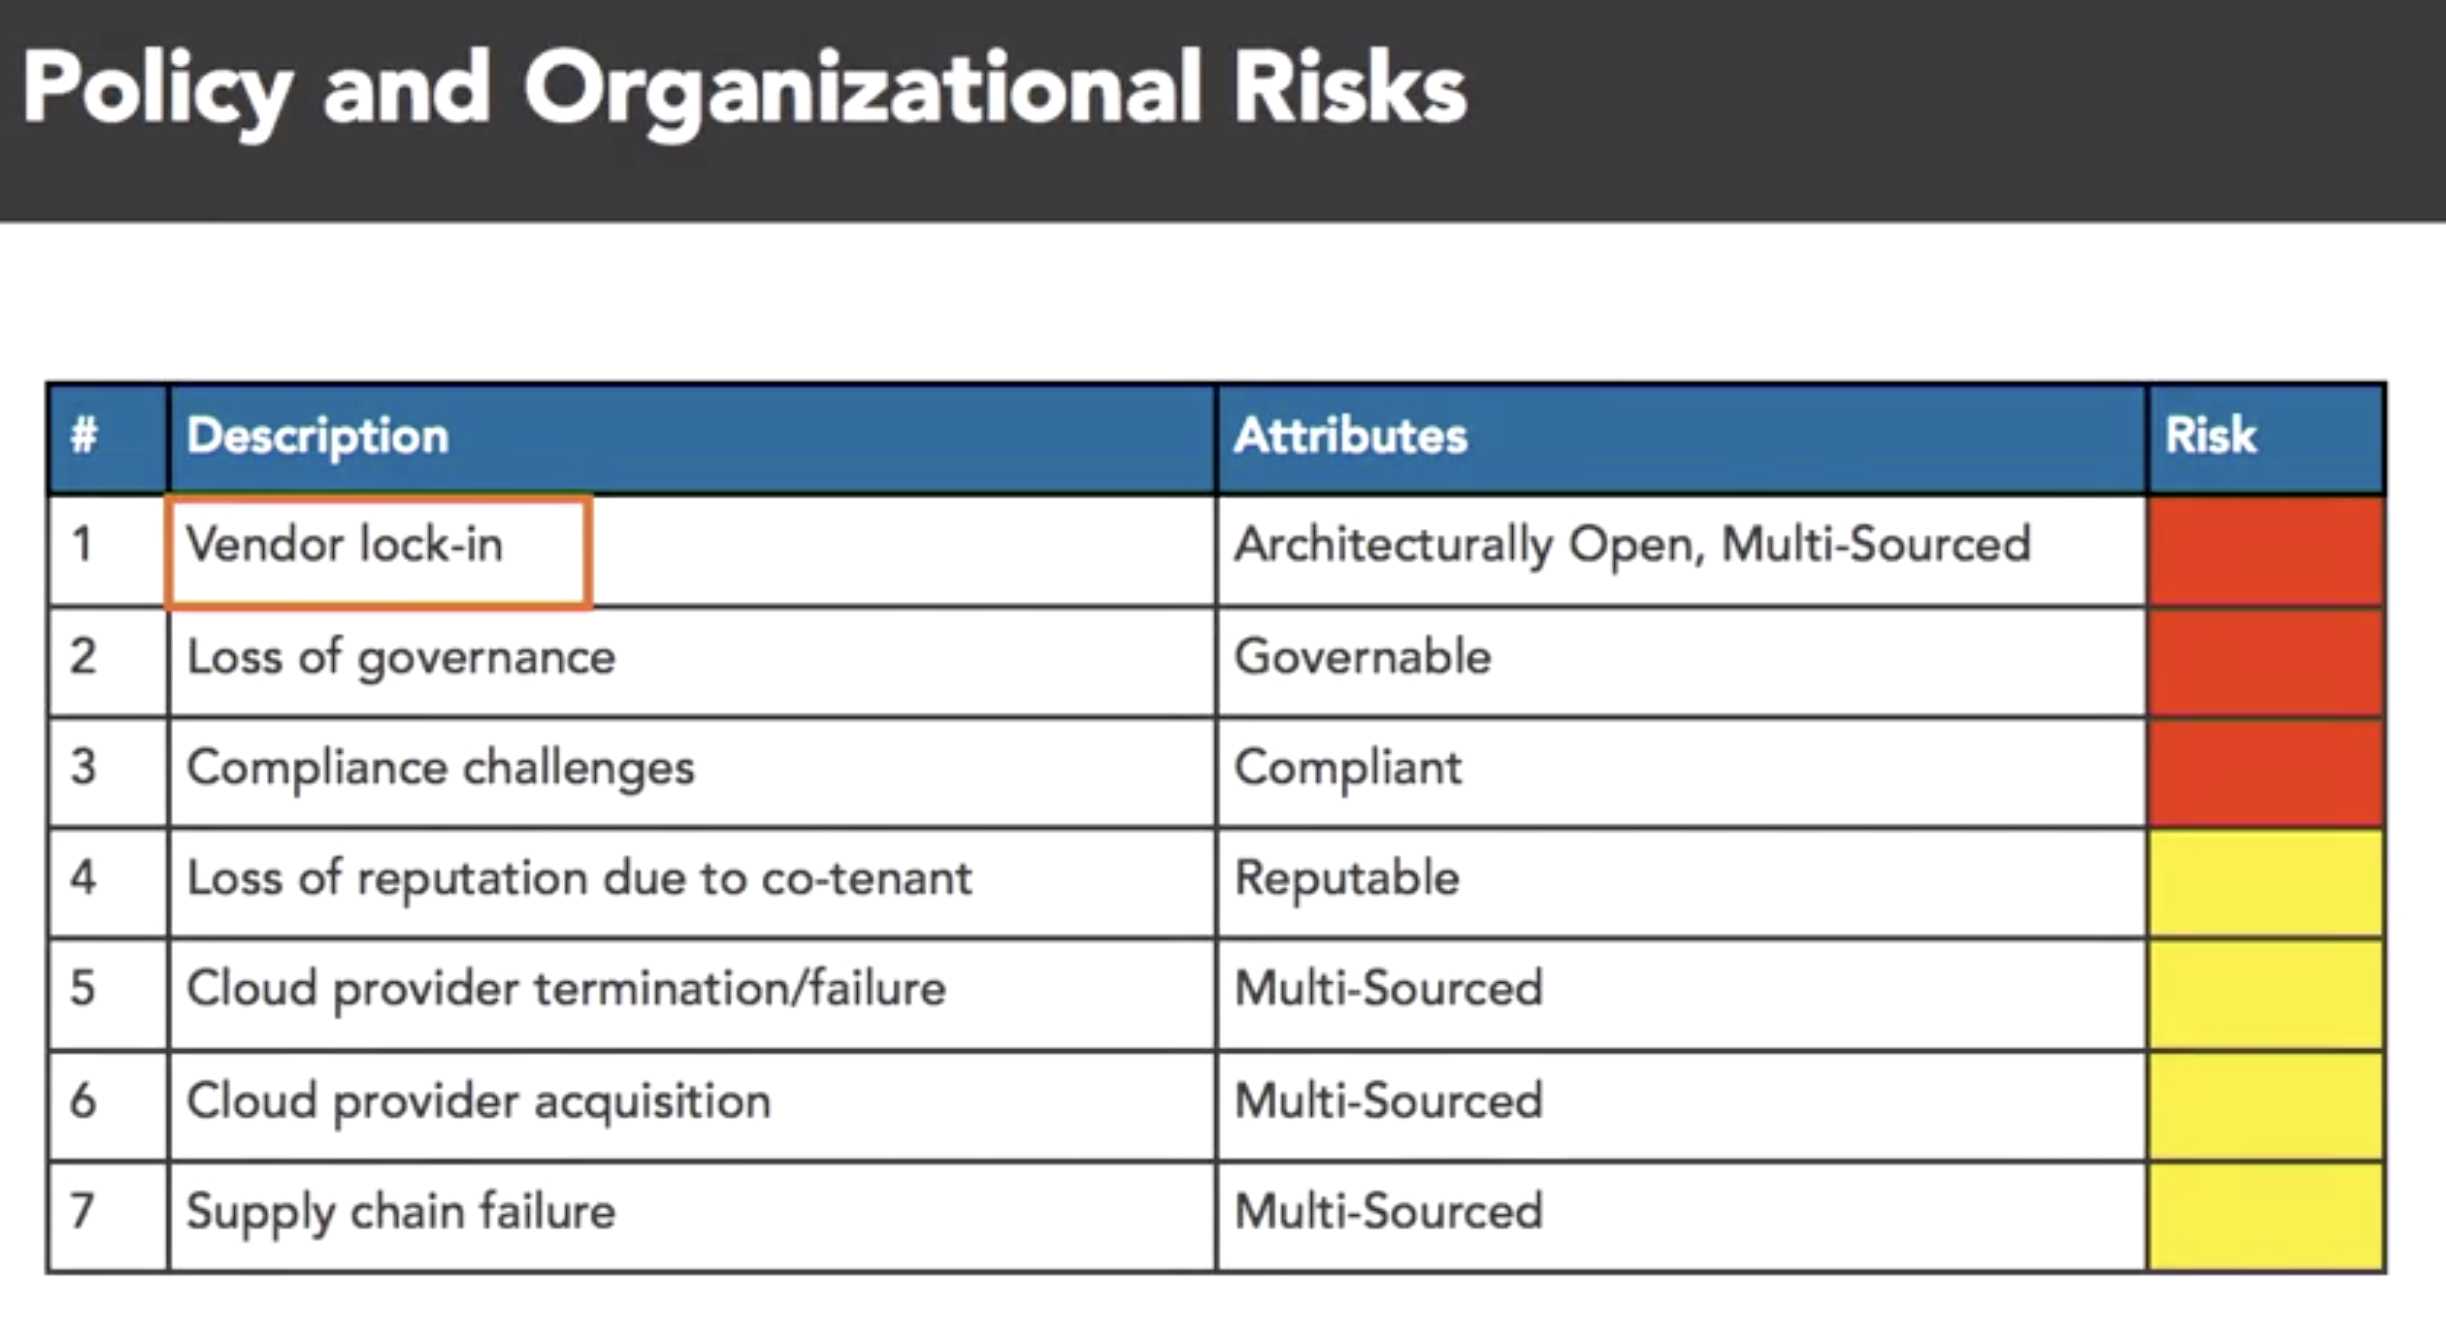 Policy and Organizational Risks
# Description Attributes Risk
1 Vendor lock-in Architecturally Open, Multi-Sourced
2 Loss of governance Governable
3 Compliance challenges Compliant
4 Loss of reputation due to co-tenant Reputable
5 Cloud provider termination/failure Multi-Sourced
6 Cloud provider acquisition Multi-Sourced
7 Supply chain failure Multi-Sourced